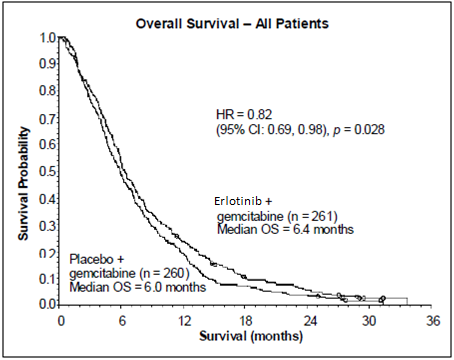 Overall Survival – All Patients
1.0
0.9
0.8
0.7
0.6
0.5
0.4
0.3
0.2
0.1
0.0
Survival Probability
HR = 0.82
(95% CI: 0.69, 0.98), p = 0.028
Erlotinib +
gemcitabine (n = 261)
Median OS = 6.4 months
Placebo +
gemcitabine (n = 260)
Median OS = 6.0 months
0 6 12 18 24 30 36
Survival (months)